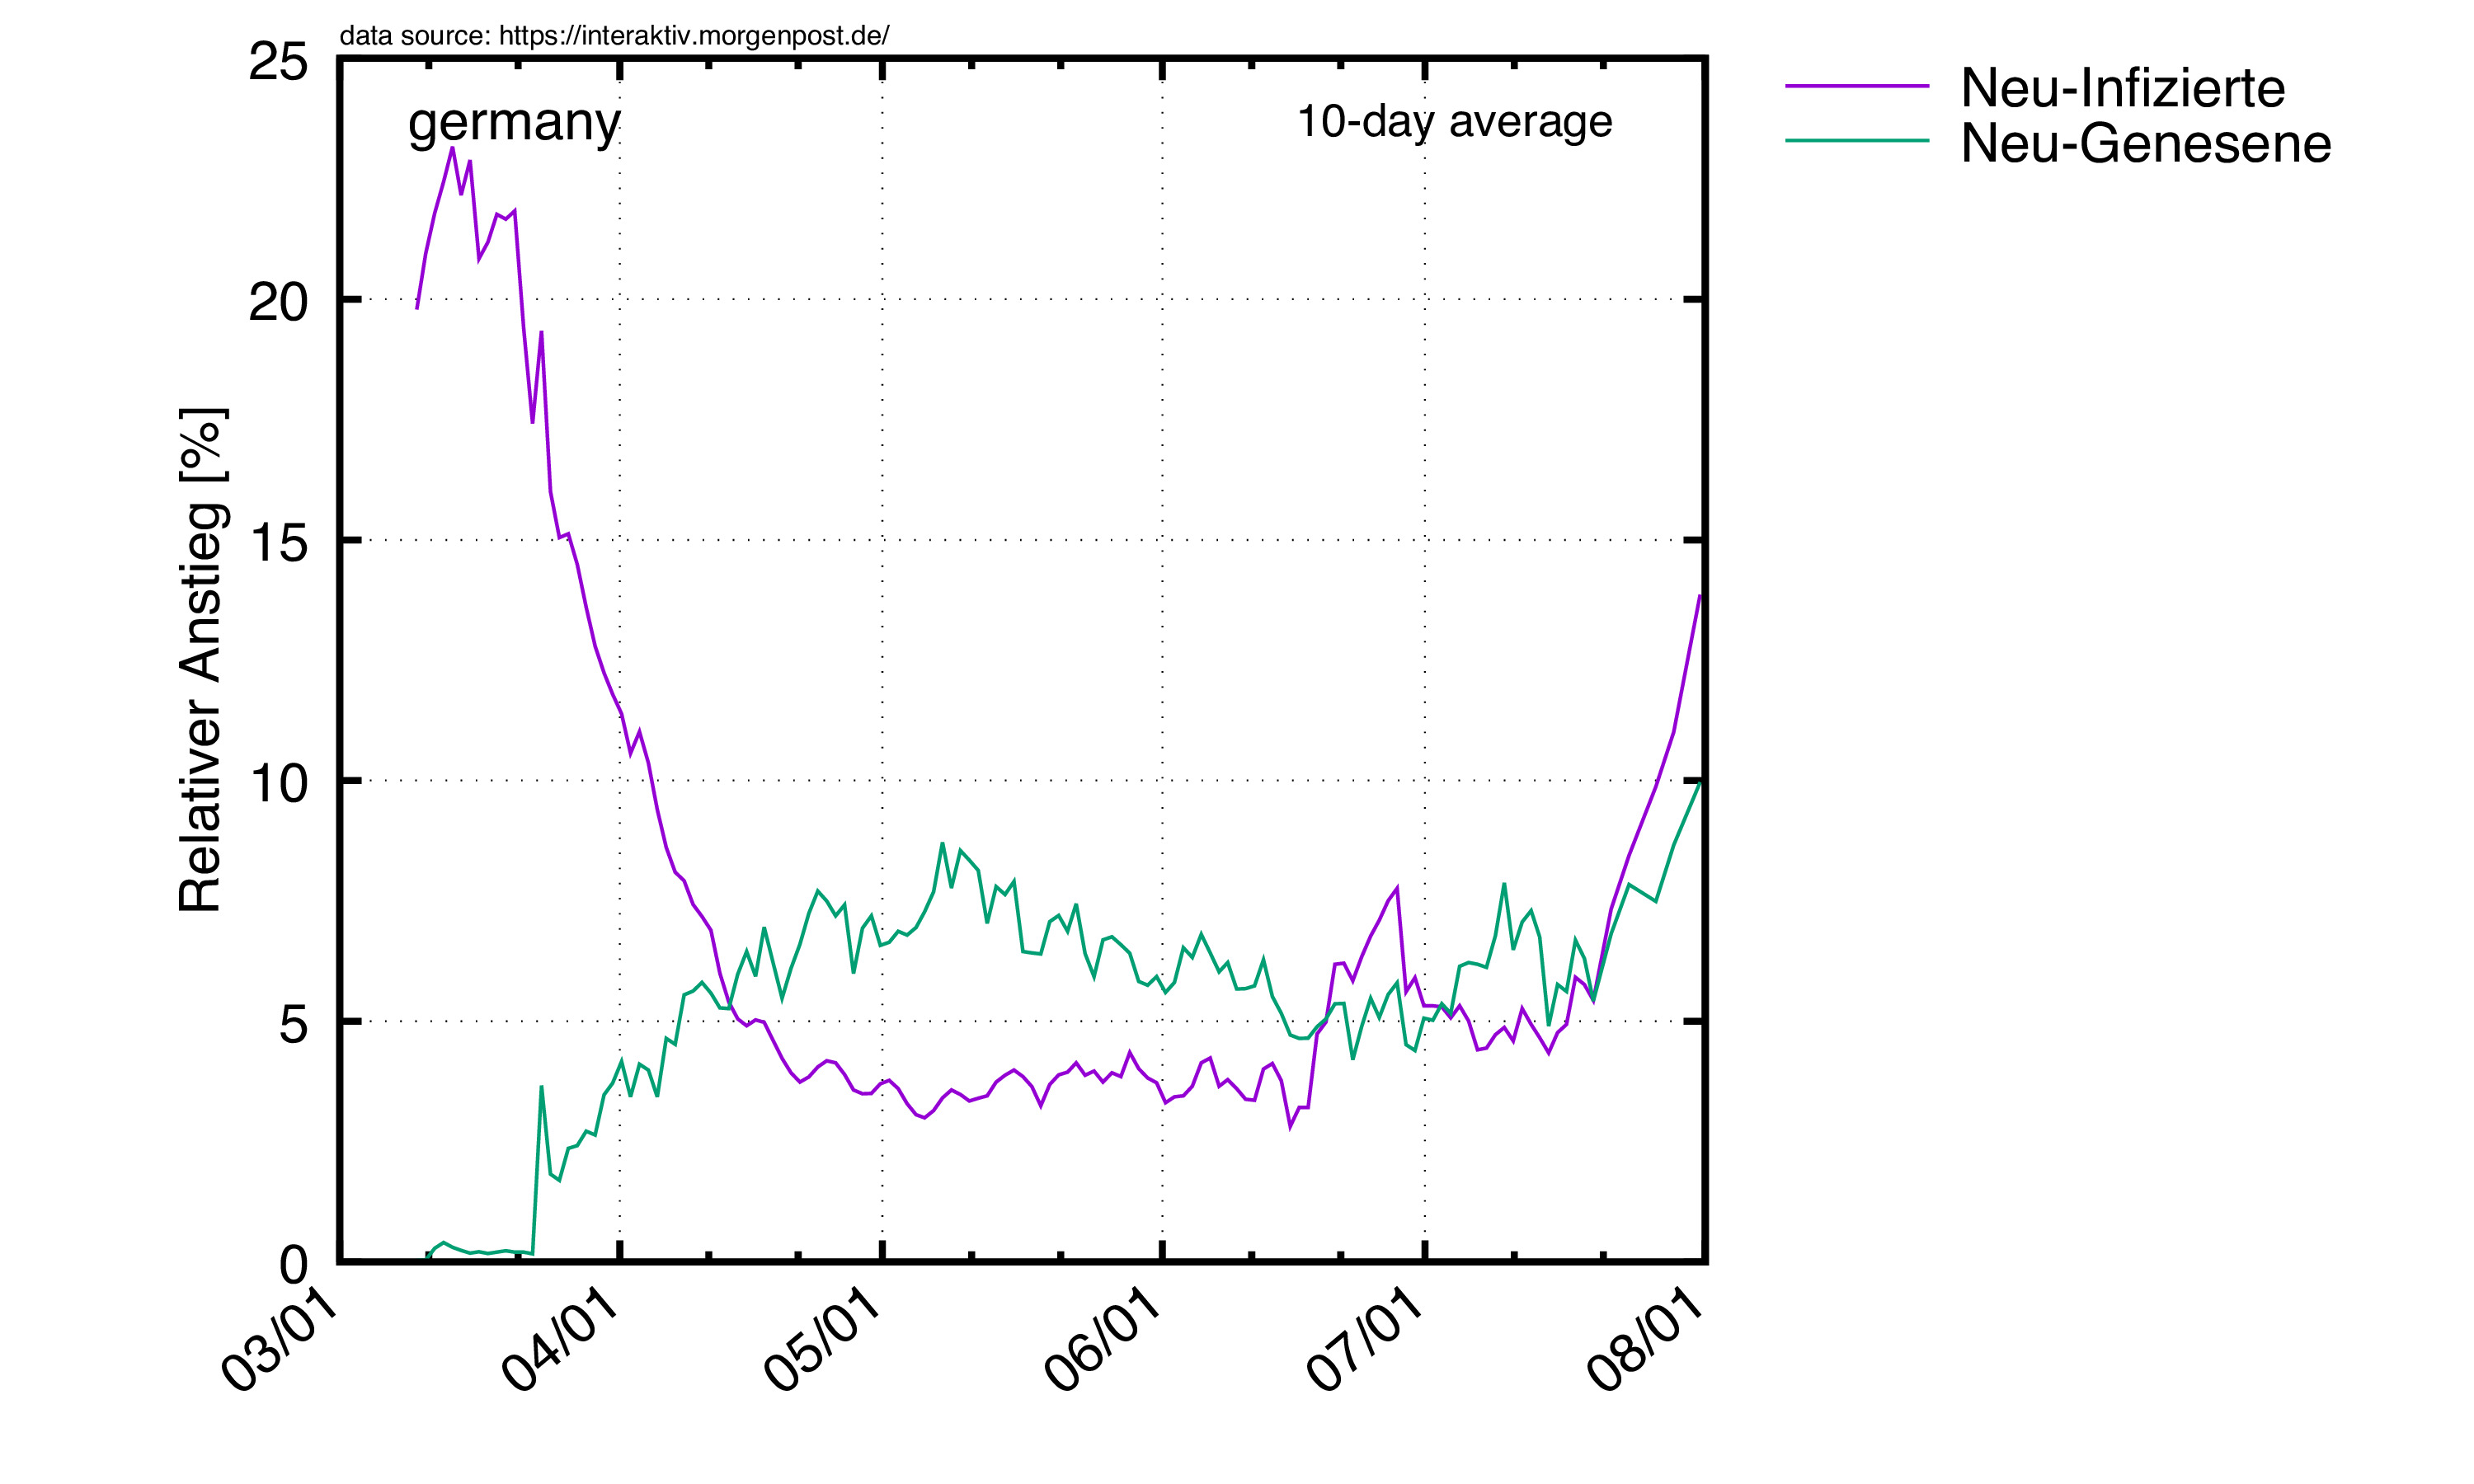 data source: https://interaktiv.morgenpost.de/
germany
10-day average
Neu-Infizierte
Neu-Genesene
Relativer Anstieg [%]
25
20
15
10
5
0
03/01
04/01
05/01
06/01
07/01
08/01